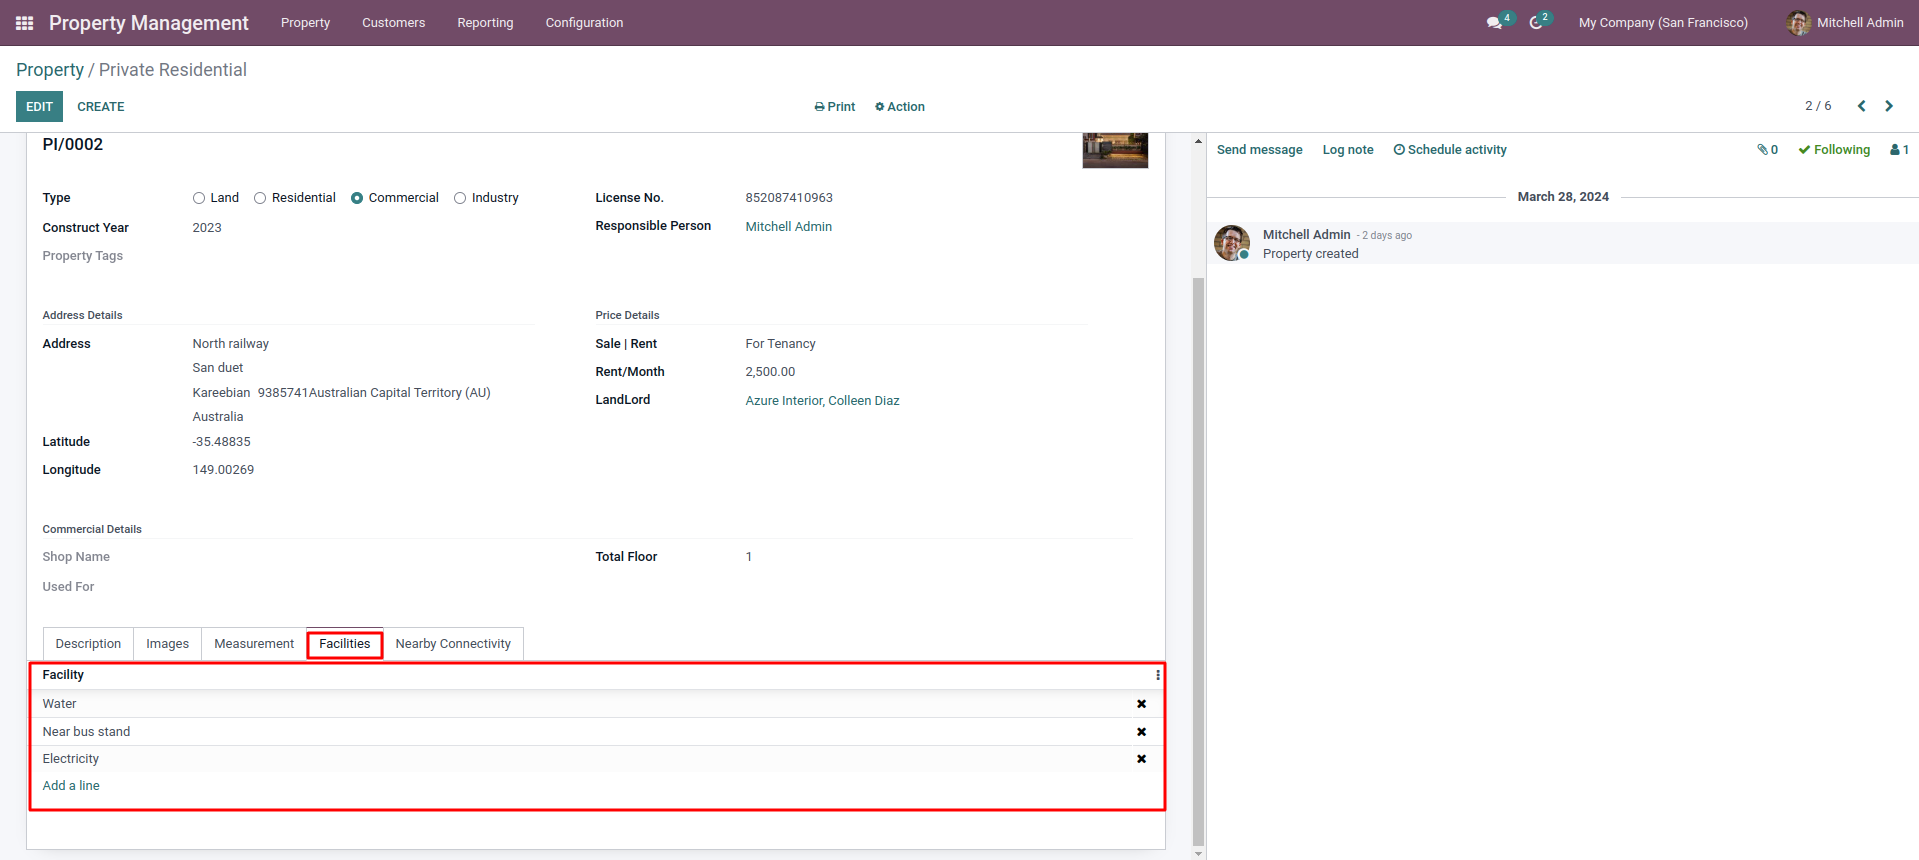 Property Management Property Customers Reporting Configuration 4 2 My Company (San Francisco) Mitchell Admin
Property / Private Residential
EDIT CREATE Print Action 2 / 6
PI/0002
Type Land Residential Commercial Industry
Construct Year 2023
Property Tags
License No. 852087410963
Responsible Person Mitchell Admin
Address Details
Address North railway
San duet
Kareebian 9385741Australian Capital Territory (AU)
Australia
Latitude -35.48835
Longitude 149.00269
Price Details
Sale | Rent For Tenancy
Rent/Month 2,500.00
LandLord Azure Interior, Colleen Diaz
Commercial Details
Shop Name
Used For
Total Floor 1
Description Images Measurement Facilities Nearby Connectivity
Facility
Water
Near bus stand
Electricity
Add a line
Send message Log note Schedule activity 0 Following 1
March 28, 2024
Mitchell Admin - 2 days ago
Property created